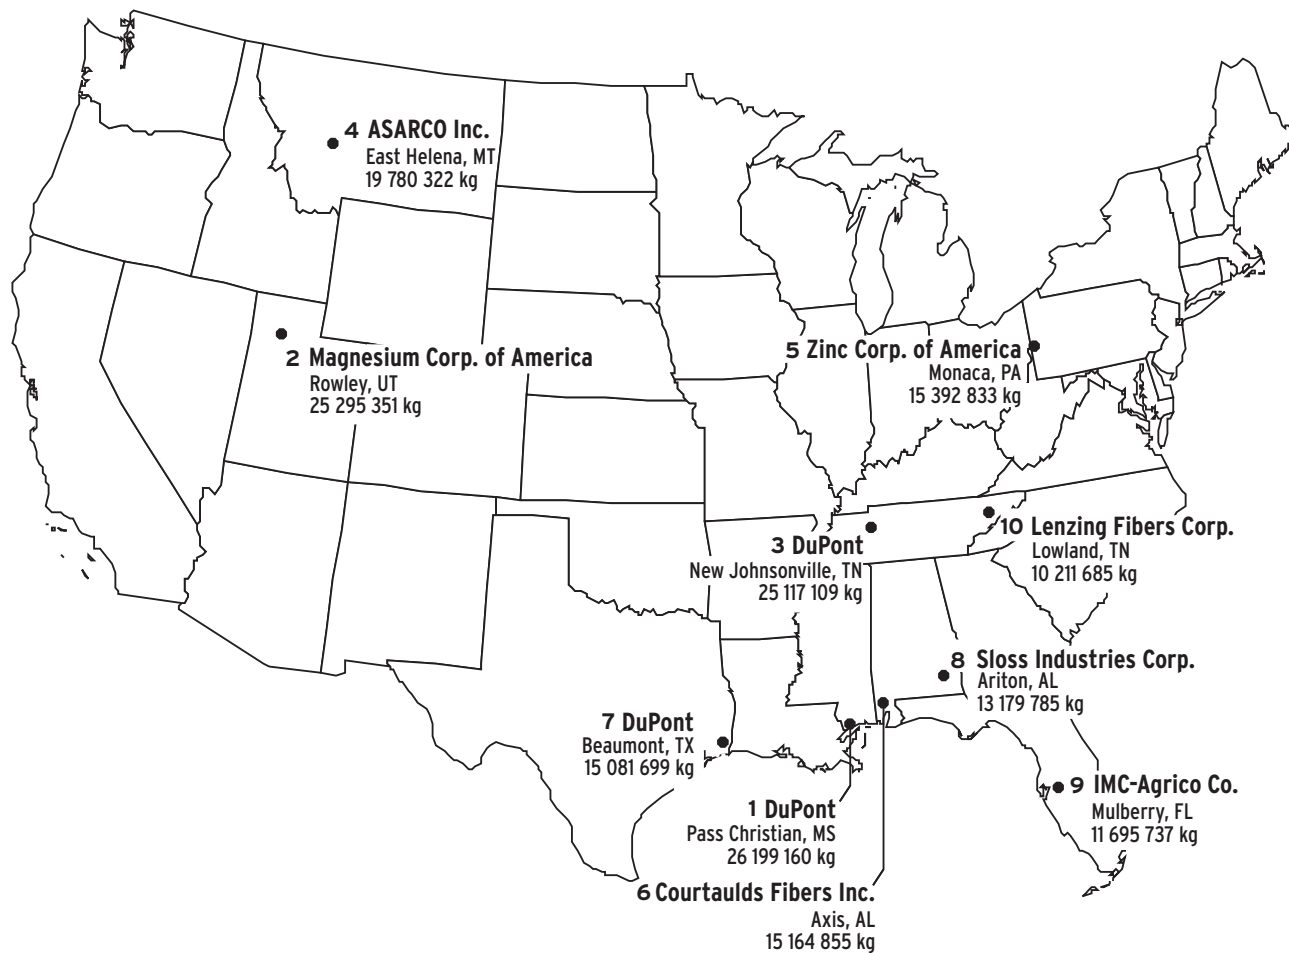 4 ASARCO Inc.
East Helena, MT
19 780 322 kg
2 Magnesium Corp. of America
Rowley, UT
25 295 351 kg
5 Zinc Corp. of America
Monaca, PA
15 392 833 kg
10 Lenzing Fibers Corp.
Lowland, TN
10 211 685 kg
3 DuPont
New Johnsonville, TN
25 117 109 kg
8 Sloss Industries Corp.
Ariton, AL
13 179 785 kg
7 DuPont
Beaumont, TX
15 081 699 kg
9 IMC-Agrico Co.
Mulberry, FL
11 695 737 kg
1 DuPont
Pass Christian, MS
26 199 160 kg
6 Courtaulds Fibers Inc.
Axis, AL
15 164 855 kg